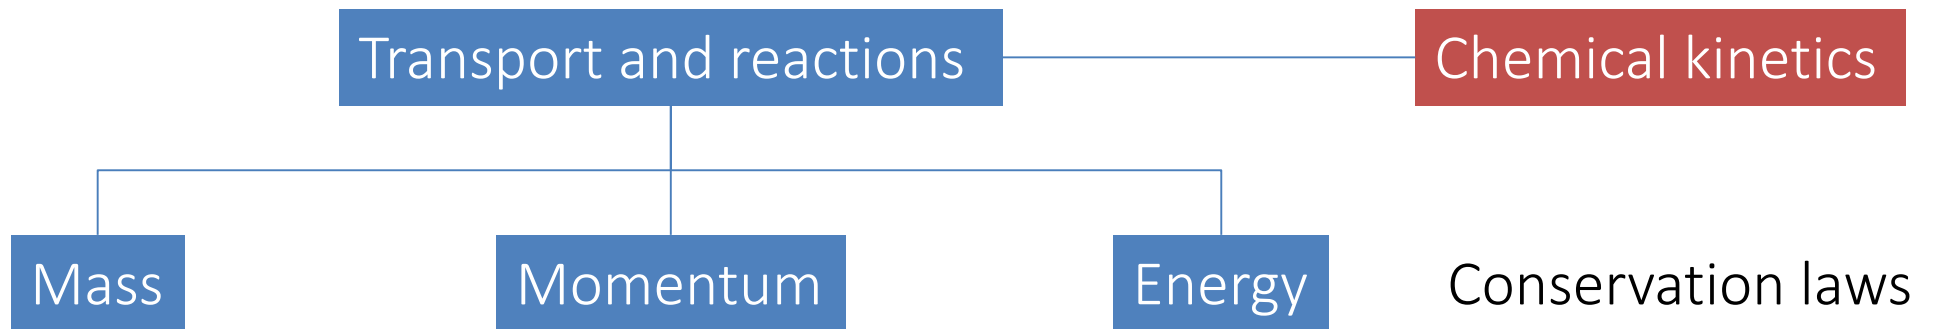 Transport and reactions
Chemical kinetics
Mass
Momentum
Energy
Conservation laws